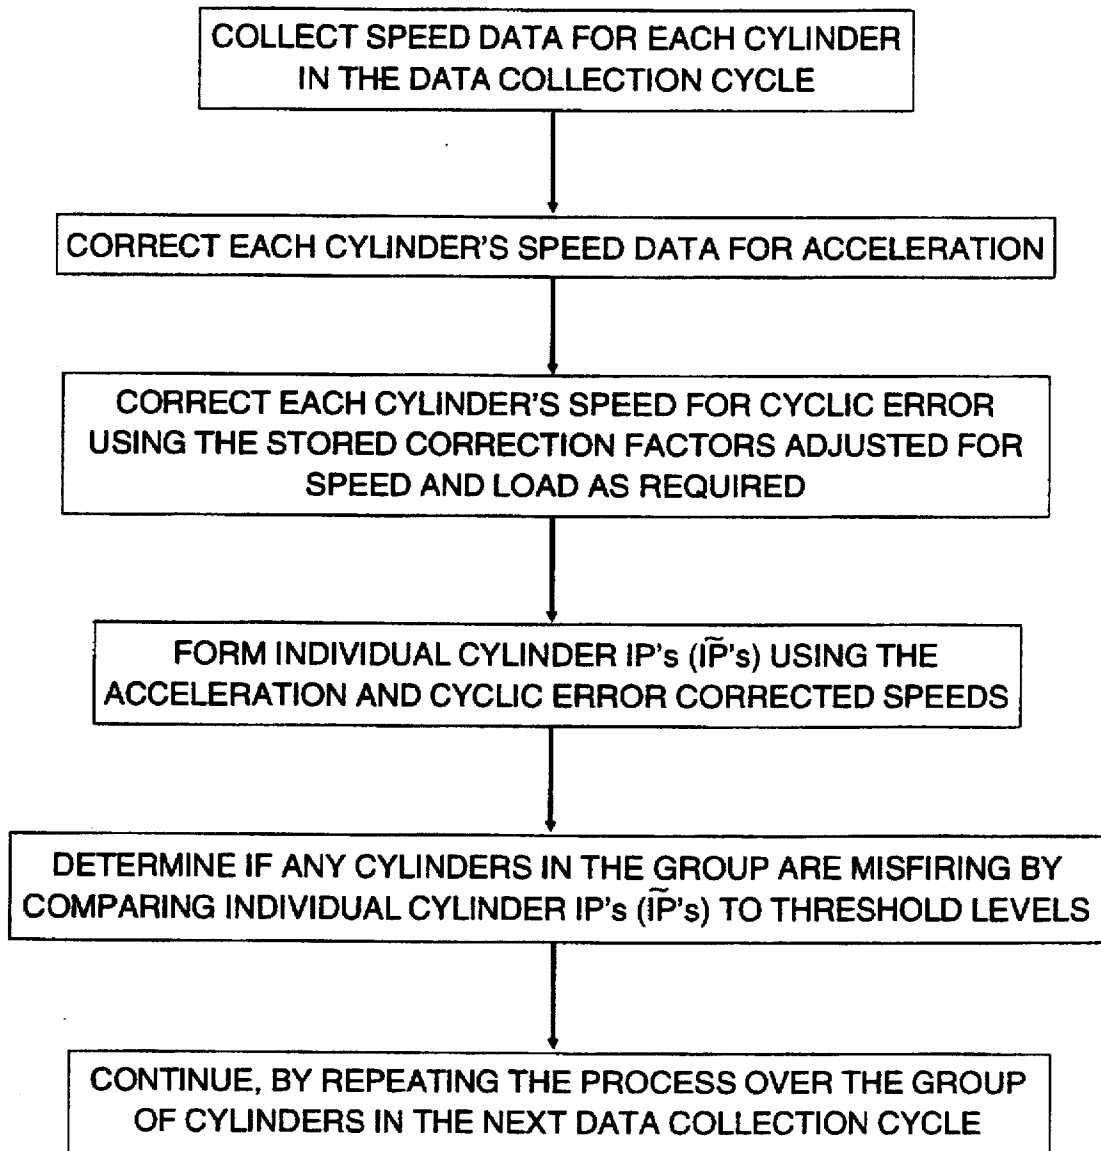 COLLECT SPEED DATA FOR EACH CYLINDER
IN THE DATA COLLECTION CYCLE
CORRECT EACH CYLINDER'S SPEED DATA FOR ACCELERATION
CORRECT EACH CYLINDER'S SPEED FOR CYCLIC ERROR
USING THE STORED CORRECTION FACTORS ADJUSTED FOR
SPEED AND LOAD AS REQUIRED
FORM INDIVIDUAL CYLINDER IP's (ĨP's) USING THE
ACCELERATION AND CYCLIC ERROR CORRECTED SPEEDS
DETERMINE IF ANY CYLINDERS IN THE GROUP ARE MISFIRING BY
COMPARING INDIVIDUAL CYLINDER IP's (ĨP's) TO THRESHOLD LEVELS
CONTINUE, BY REPEATING THE PROCESS OVER THE GROUP
OF CYLINDERS IN THE NEXT DATA COLLECTION CYCLE